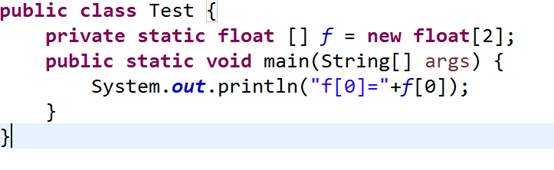 public class Test {
    private static float [] f = new float[2];
    public static void main(String[] args) {
        System.out.println("f[0]="+f[0]);
    }
}